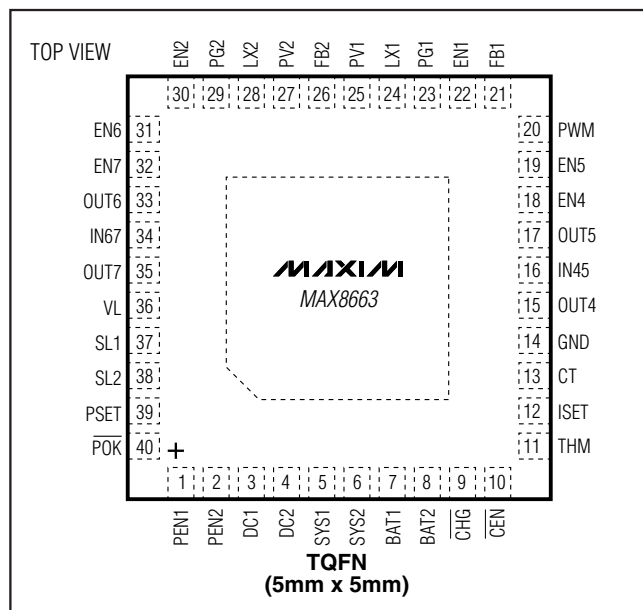 TOP VIEW
EN2 PG2 LX2 PV2 FB2 PV1 LX1 PG1 EN1 FB1
30 29 28 27 26 25 24 23 22 21
EN6 31 20 PWM
EN7 32 19 EN5
OUT6 33 18 EN4
IN67 34 17 OUT5
OUT7 35 16 IN45
VL 36 15 OUT4
SL1 37 14 GND
SL2 38 13 CT
PSET 39 12 ISET
POK 40 11 THM
MAXIM
MAX8663
+
1 2 3 4 5 6 7 8 9 10
PEN1 PEN2 DC1 DC2 SYS1 SYS2 BAT1 BAT2 CHG CEN
TQFN
(5mm x 5mm)